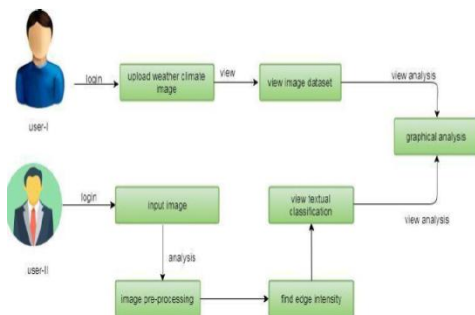 login
upload weather climate
image
view
view image dataset
view analysis
user-I
graphical analysis
login
input image
view textual
classification
view analysis
user-II
analysis
image pre-processing
find edge intensity